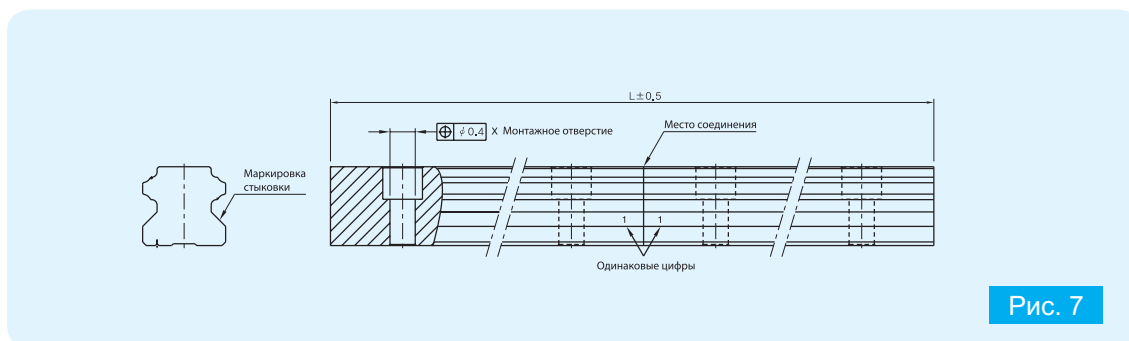 L±0.5
⌖ ϕ0.4 X Монтажное отверстие
Место соединения
Маркировка
стыковки
1 1
Одинаковые цифры
Рис. 7